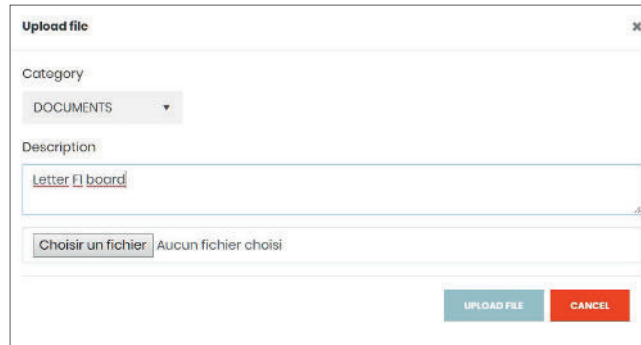 Upload file
Category
DOCUMENTS
Description
Letter FI board
Choisir un fichier Aucun fichier choisi
UPLOAD FILE CANCEL